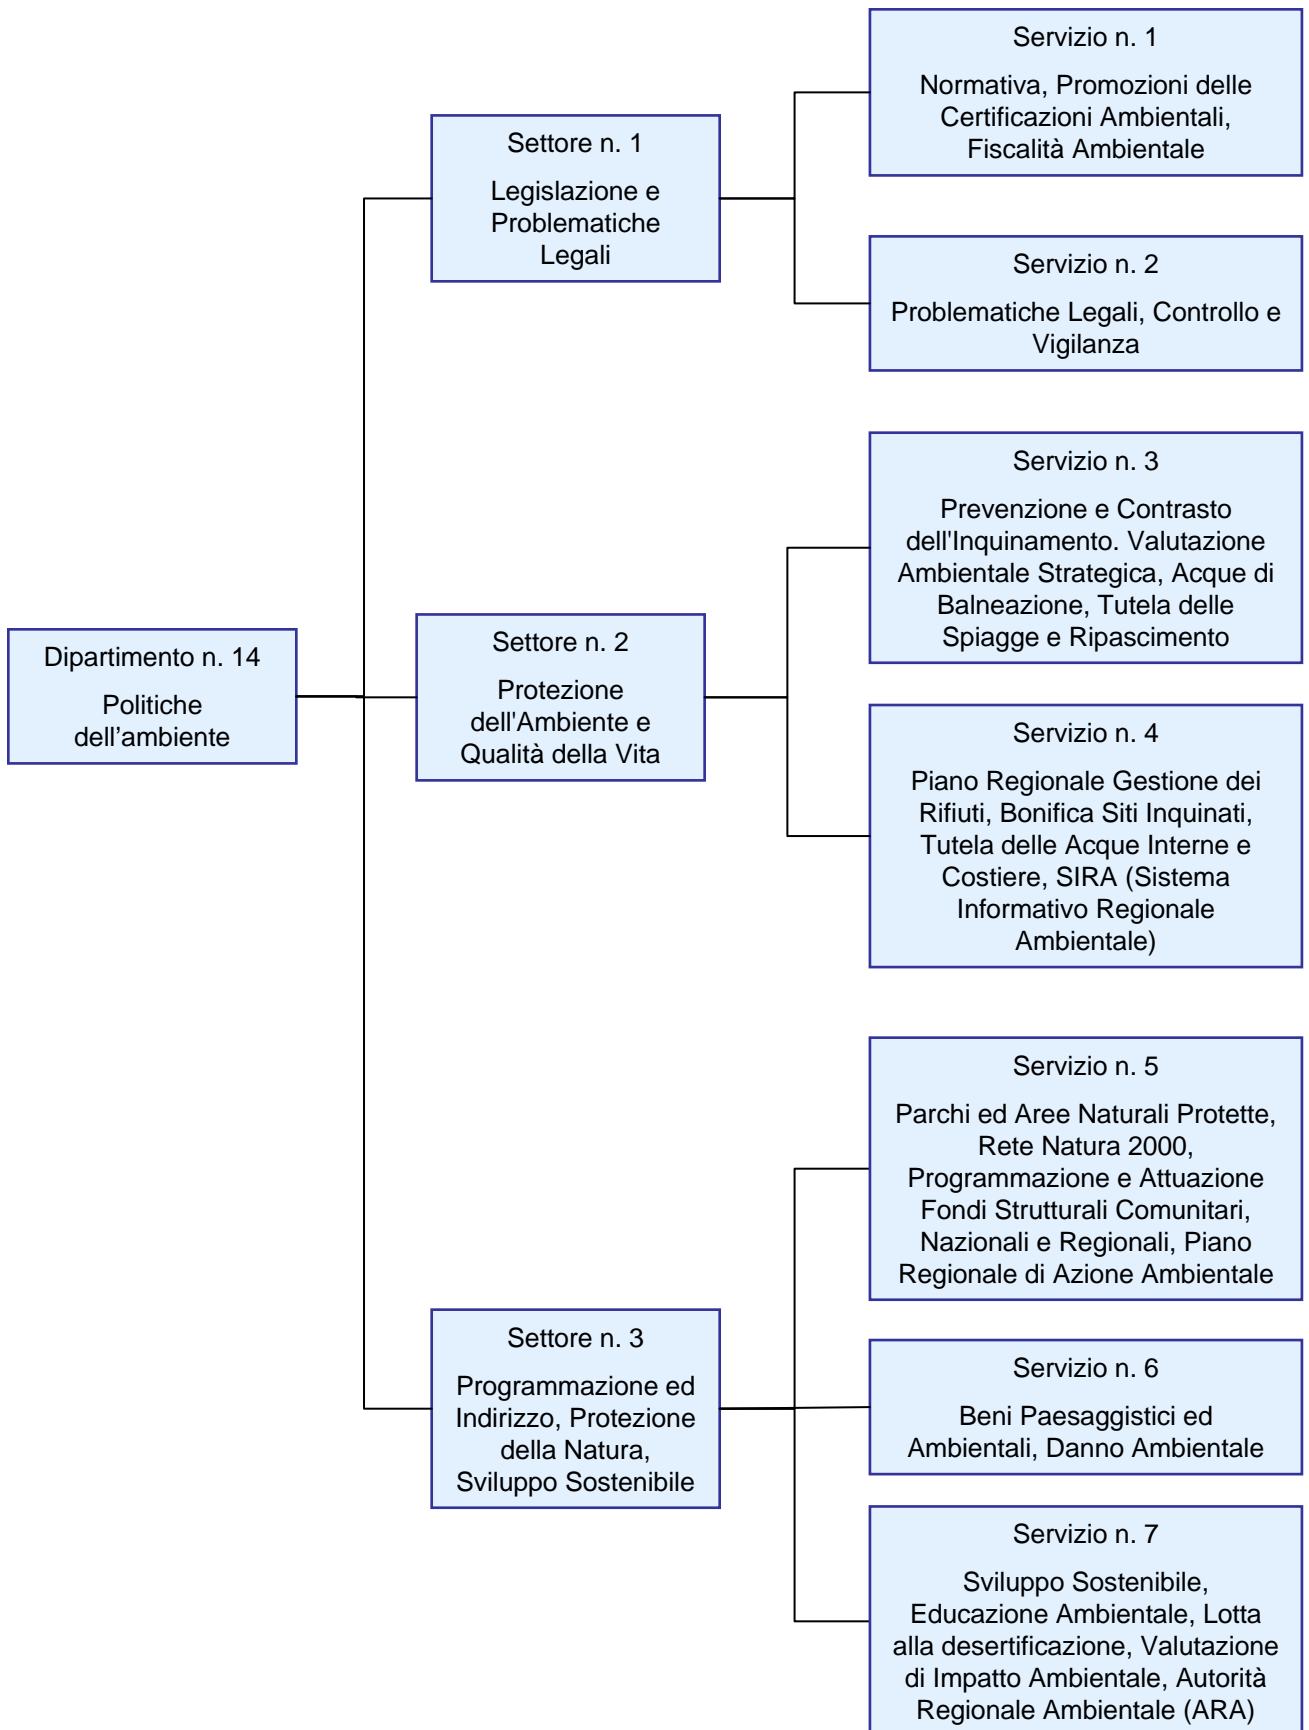 Dipartimento n. 14
Politiche
dell’ambiente
Settore n. 1
Legislazione e
Problematiche
Legali
Servizio n. 1
Normativa, Promozioni delle
Certificazioni Ambientali,
Fiscalità Ambientale
Servizio n. 2
Problematiche Legali, Controllo e
Vigilanza
Settore n. 2
Protezione
dell'Ambiente e
Qualità della Vita
Servizio n. 3
Prevenzione e Contrasto
dell'Inquinamento. Valutazione
Ambientale Strategica, Acque di
Balneazione, Tutela delle
Spiagge e Ripascimento
Servizio n. 4
Piano Regionale Gestione dei
Rifiuti, Bonifica Siti Inquinati,
Tutela delle Acque Interne e
Costiere, SIRA (Sistema
Informativo Regionale
Ambientale)
Settore n. 3
Programmazione ed
Indirizzo, Protezione
della Natura,
Sviluppo Sostenibile
Servizio n. 5
Parchi ed Aree Naturali Protette,
Rete Natura 2000,
Programmazione e Attuazione
Fondi Strutturali Comunitari,
Nazionali e Regionali, Piano
Regionale di Azione Ambientale
Servizio n. 6
Beni Paesaggistici ed
Ambientali, Danno Ambientale
Servizio n. 7
Sviluppo Sostenibile,
Educazione Ambientale, Lotta
alla desertificazione, Valutazione
di Impatto Ambientale, Autorità
Regionale Ambientale (ARA)